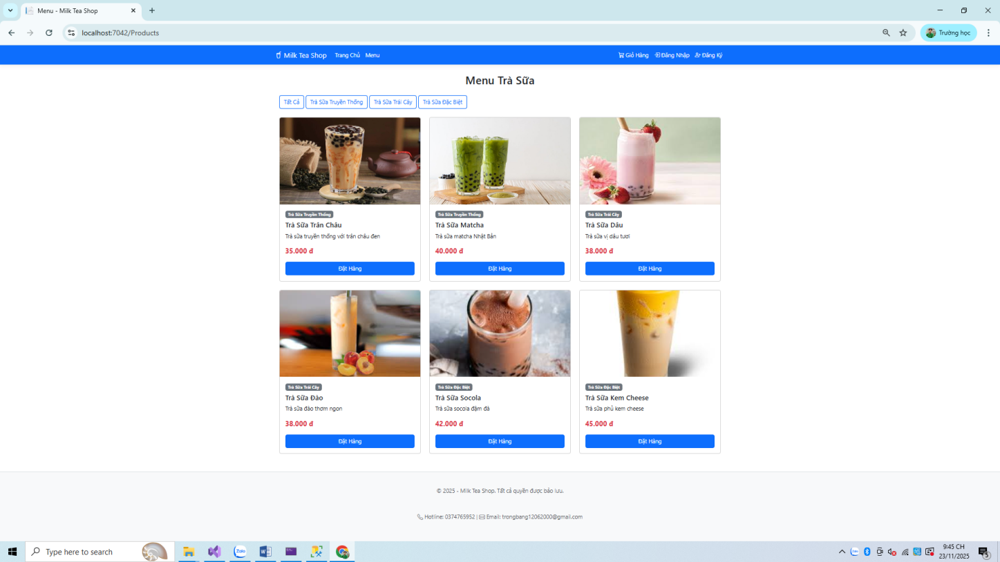 Menu - Milk Tea Shop
localhost:7042/Products
Trường học
Milk Tea Shop Trang Chủ Menu Giỏ Hàng Đăng Nhập Đăng Ký
Menu Trà Sữa
Tất Cả Trà Sữa Truyền Thống Trà Sữa Trái Cây Trà Sữa Đặc Biệt
Trà Sữa Truyền Thống
Trà Sữa Trân Châu
Trà sữa truyền thống với trân châu đen
35.000 đ
Đặt Hàng
Trà Sữa Truyền Thống
Trà Sữa Matcha
Trà sữa matcha Nhật Bản
40.000 đ
Đặt Hàng
Trà Sữa Trái Cây
Trà Sữa Dâu
Trà sữa vị dâu tươi
38.000 đ
Đặt Hàng
Trà Sữa Trái Cây
Trà Sữa Đào
Trà sữa đào thơm ngon
38.000 đ
Đặt Hàng
Trà Sữa Đặc Biệt
Trà Sữa Socola
Trà sữa socola đậm đà
42.000 đ
Đặt Hàng
Trà Sữa Đặc Biệt
Trà Sữa Kem Cheese
Trà sữa phủ kem cheese
45.000 đ
Đặt Hàng
© 2025 - Milk Tea Shop. Tất cả quyền được bảo lưu.
Hotline: 0374765952 | Email: trongbang12062000@gmail.com
Type here to search
Zalo
9:45 CH
23/11/2025
5